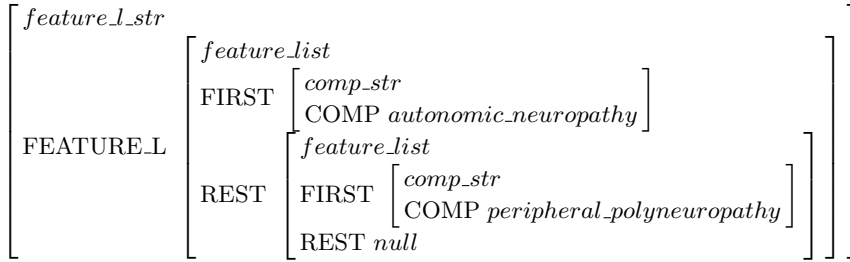 feature_l_str
feature_list
FIRST comp_str
COMP autonomic_neuropathy
FEATURE_L
feature_list
REST FIRST comp_str
COMP peripheral_polyneuropathy
REST null